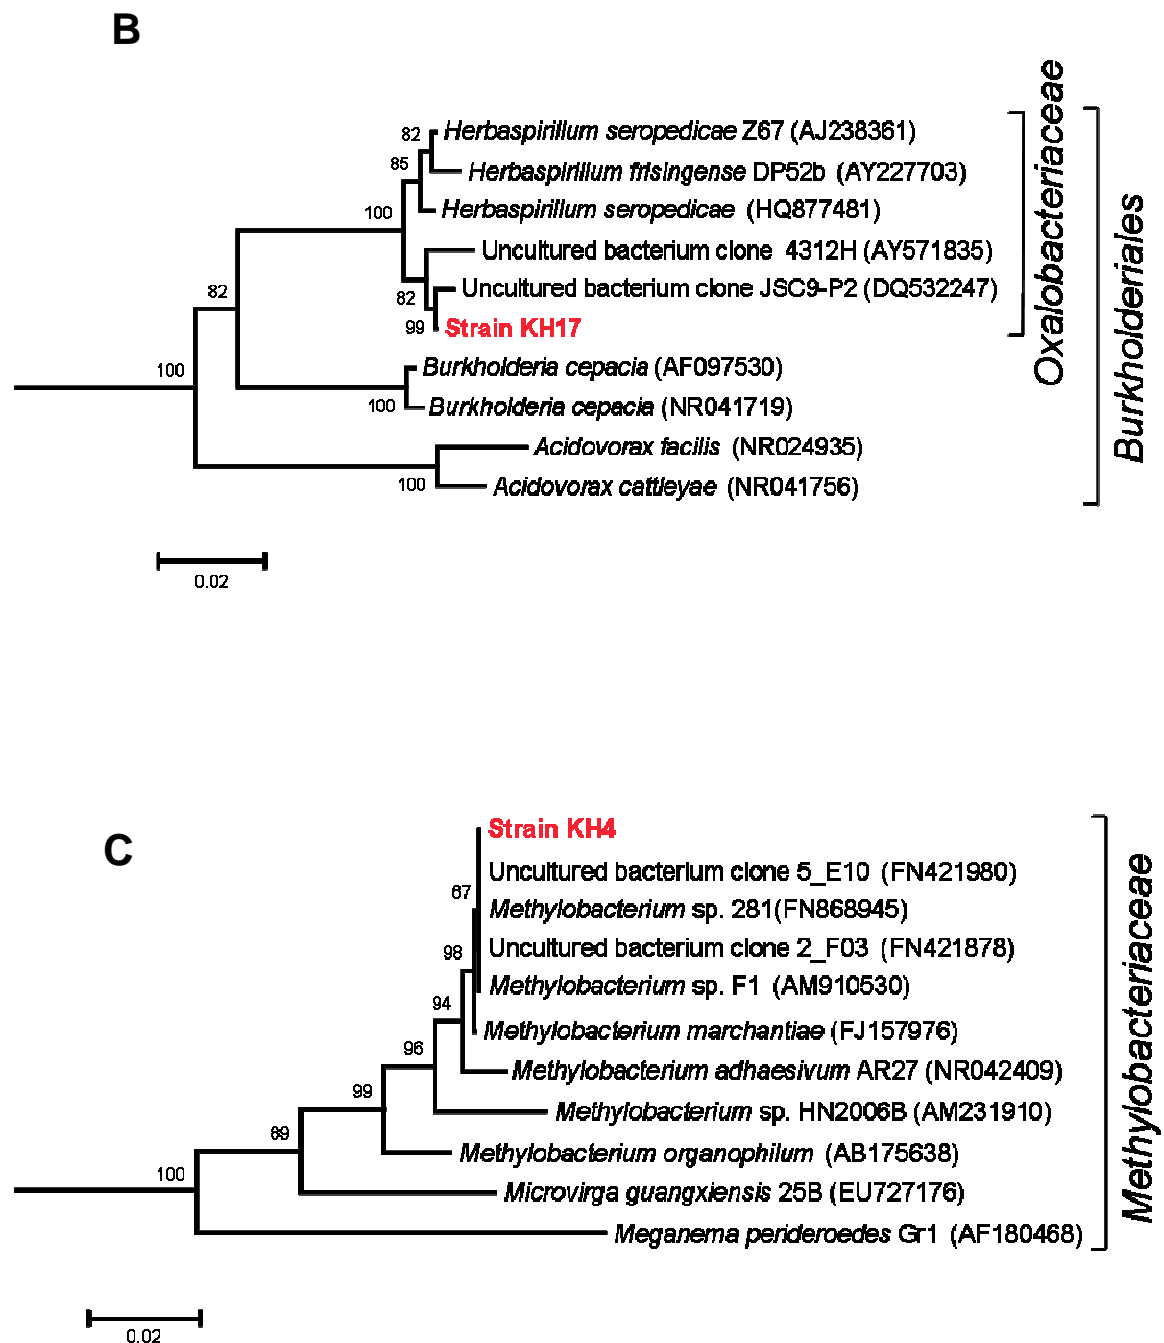 B
82
Herbaspirillum seropedicae Z67 (AJ238361)
85
Herbaspirillum frisingense DP52b (AY227703)
100
Herbaspirillum seropedicae (HQ877481)
Uncultured bacterium clone 4312H (AY571835)
82
82
Uncultured bacterium clone JSC9-P2 (DQ532247)
99
Strain KH17
100
Burkholderia cepacia (AF097530)
100
Burkholderia cepacia (NR041719)
Acidovorax facilis (NR024935)
100
Acidovorax cattleyae (NR041756)
Oxalobacteriaceae
Burkholderiales
0.02
C
Strain KH4
Uncultured bacterium clone 5_E10 (FN421980)
67
Methylobacterium sp. 281(FN868945)
98
Uncultured bacterium clone 2_F03 (FN421878)
Methylobacterium sp. F1 (AM910530)
94
Methylobacterium marchantiae (FJ157976)
96
Methylobacterium adhaesivum AR27 (NR042409)
99
Methylobacterium sp. HN2006B (AM231910)
89
Methylobacterium organophilum (AB175638)
100
Microvirga guangxiensis 25B (EU727176)
Meganema perideroedes Gr1 (AF180468)
Methylobacteriaceae
0.02